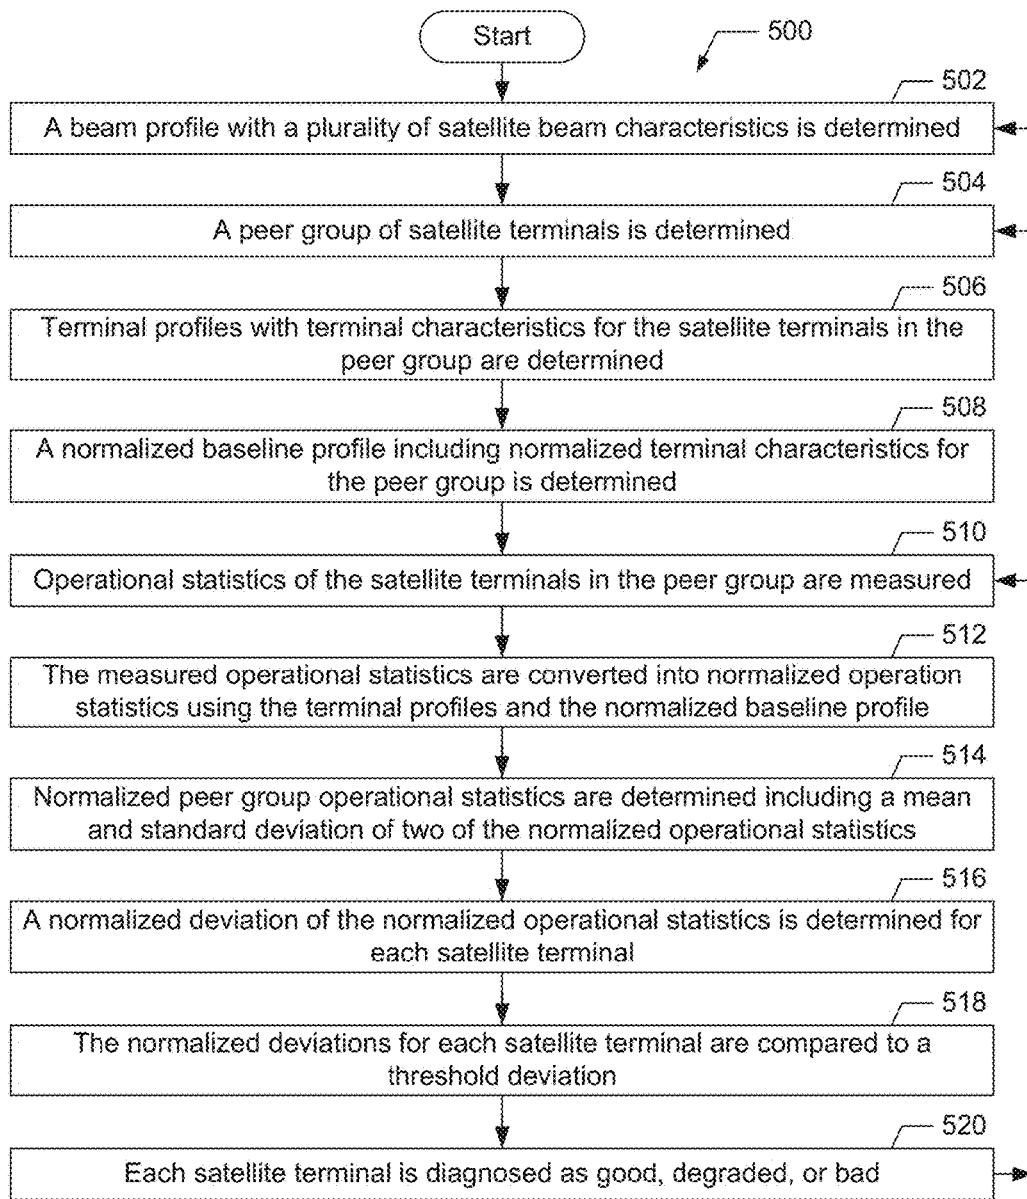 Start
500
502
A beam profile with a plurality of satellite beam characteristics is determined
504
A peer group of satellite terminals is determined
506
Terminal profiles with terminal characteristics for the satellite terminals in the
peer group are determined
508
A normalized baseline profile including normalized terminal characteristics for
the peer group is determined
510
Operational statistics of the satellite terminals in the peer group are measured
512
The measured operational statistics are converted into normalized operation
statistics using the terminal profiles and the normalized baseline profile
514
Normalized peer group operational statistics are determined including a mean
and standard deviation of two of the normalized operational statistics
516
A normalized deviation of the normalized operational statistics is determined for
each satellite terminal
518
The normalized deviations for each satellite terminal are compared to a
threshold deviation
520
Each satellite terminal is diagnosed as good, degraded, or bad